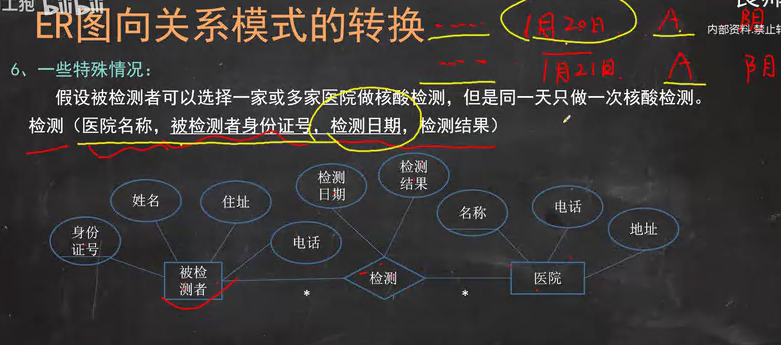 ER图向关系模式的转换
---- 1月20日 A 阴
---- 1月21日 A 阴
6、一些特殊情况：
假设被检测者可以选择一家或多家医院做核酸检测，但是同一天只做一次核酸检测。
检测（医院名称，被检测者身份证号，检测日期，检测结果）
检测
日期
检测
结果
姓名
住址
名称
电话
身份
证号
电话
地址
被检
测者
检测
医院
*
*
bilibili
内部资料,禁止